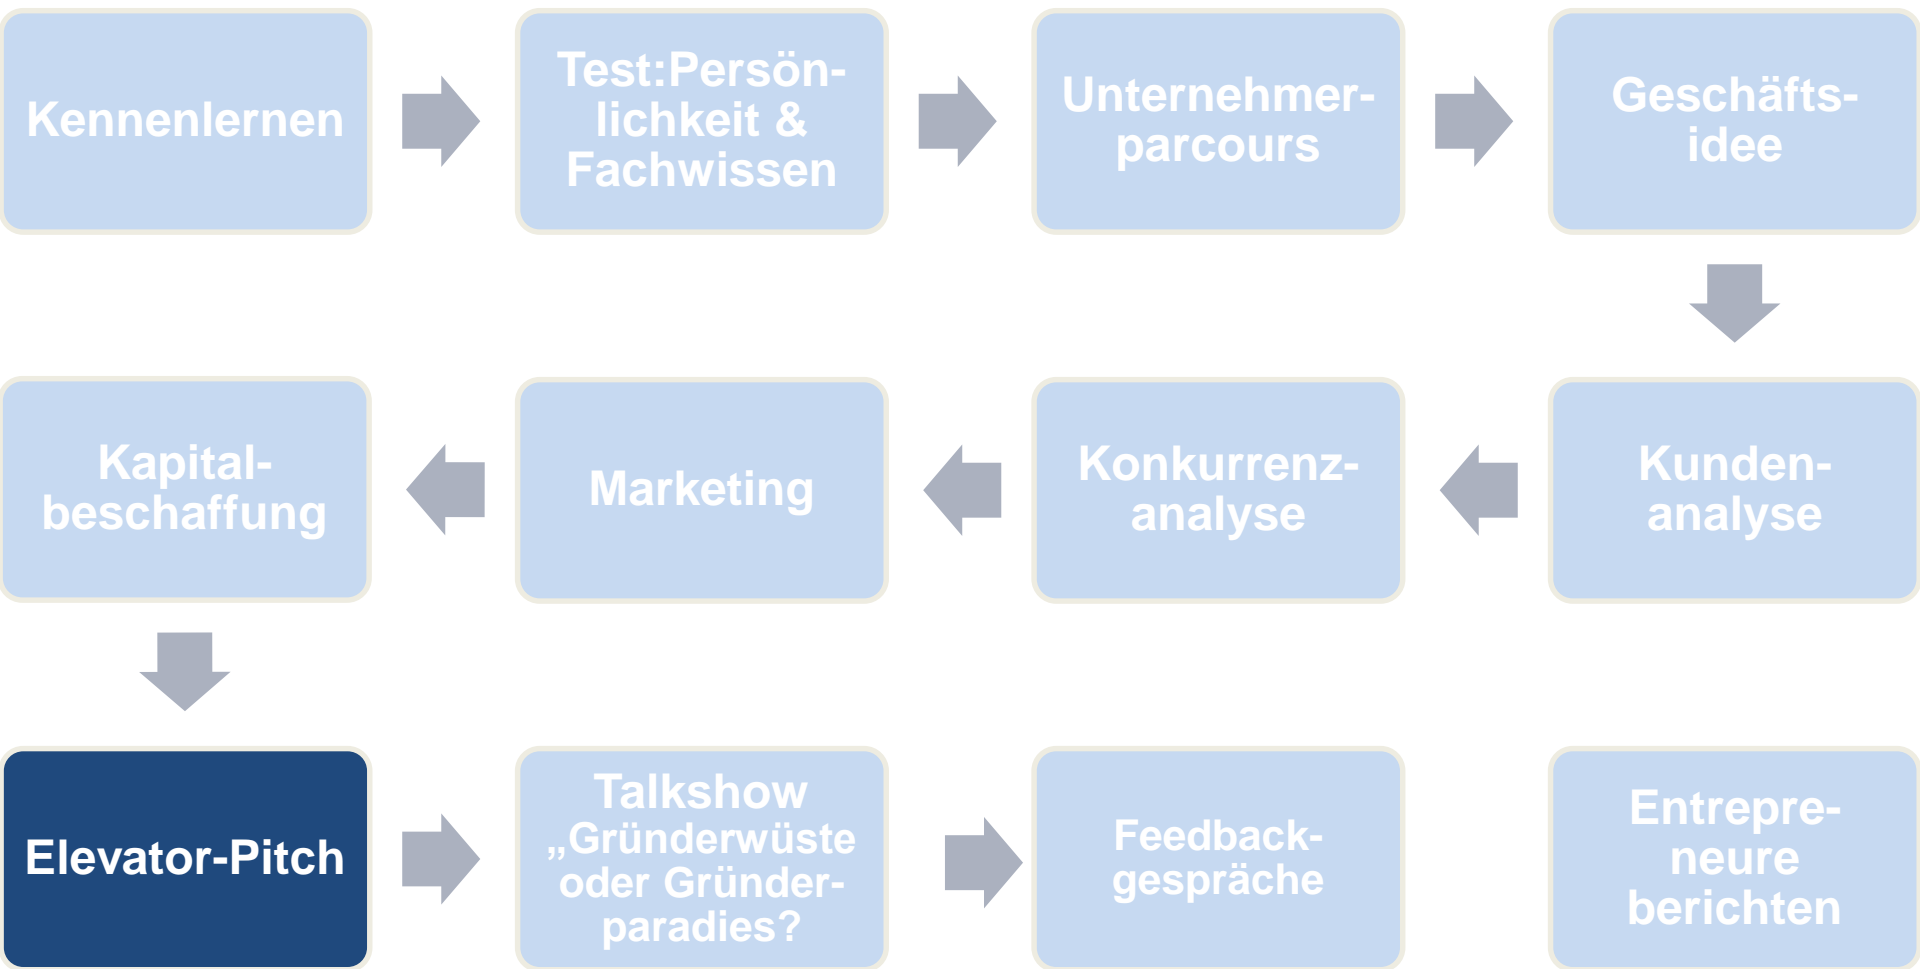 Kennenlernen
Test:Persön-
lichkeit &
Fachwissen
Unternehmer-
parcours
Geschäfts-
idee
Kapital-
beschaffung
Marketing
Konkurrenz-
analyse
Kunden-
analyse
Elevator-Pitch
Talkshow
„Gründerwüste
oder Gründer-
paradies?
Feedback-
gespräche
Entrepre-
neure
berichten